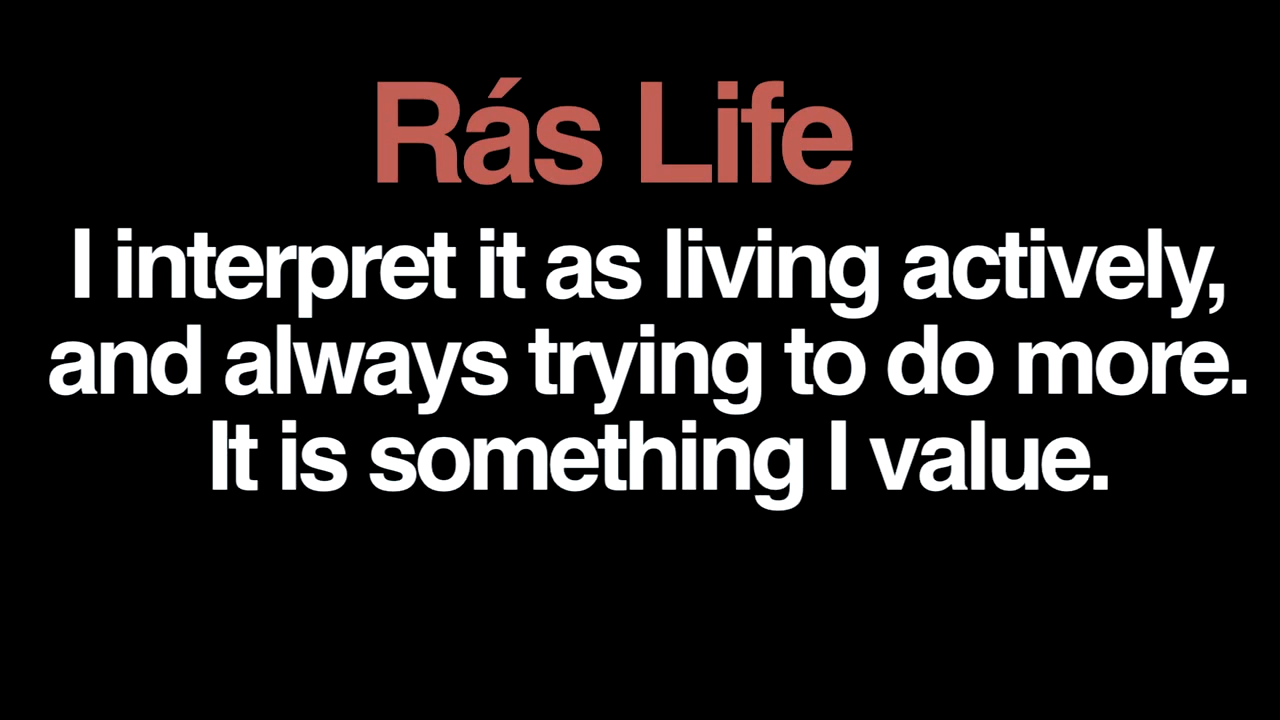 Rás Life
I interpret it as living actively,
and always trying to do more.
It is something I value.